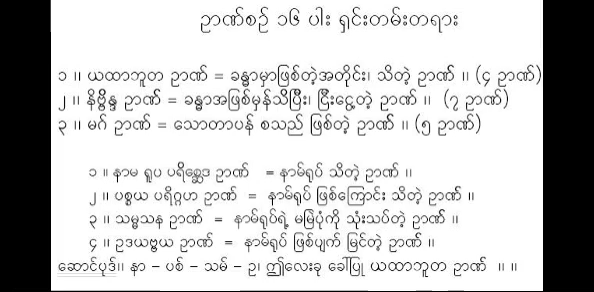 ဉာဏ်စဉ် ၁၆ ပါး ရှင်းတမ်းတရား
၁ ။ ယထာဘူတ ဉာဏ် = ခန္ဓာမှာဖြစ်တဲ့အတိုင်း၊ သိတဲ့ ဉာဏ် ။ (၄ ဉာဏ်)
၂ ။ နိဗ္ဗိန္ဒ ဉာဏ် = ခန္ဓာအဖြစ်မှန်သိပြီး၊ ငြီးငွေ့တဲ့ ဉာဏ် ။ (၇ ဉာဏ်)
၃ ။ မဂ် ဉာဏ် = သောတာပန် စသည် ဖြစ်တဲ့ ဉာဏ် ။ (၅ ဉာဏ်)
၁ ။ နာမ ရူပ ပရိစ္ဆေဒ ဉာဏ် = နာမ်ရုပ် သိတဲ့ ဉာဏ် ။
၂ ။ ပစ္စယ ပရိဂ္ဂဟ ဉာဏ် = နာမ်ရုပ် ဖြစ်ကြောင်း သိတဲ့ ဉာဏ် ။
၃ ။ သမ္မသန ဉာဏ် = နာမ်ရုပ်ရဲ့ မမြဲပုံကို သုံးသပ်တဲ့ ဉာဏ် ။
၄ ။ ဥဒယဗ္ဗယ ဉာဏ် = နာမ်ရုပ် ဖြစ်ပျက် မြင်တဲ့ ဉာဏ် ။
ဆောင်ပုဒ်။ နာ – ပစ် – သမ် – ဥ၊ ဤလေးခု ခေါ်ပြု ယထာဘူတ ဉာဏ် ။ ။